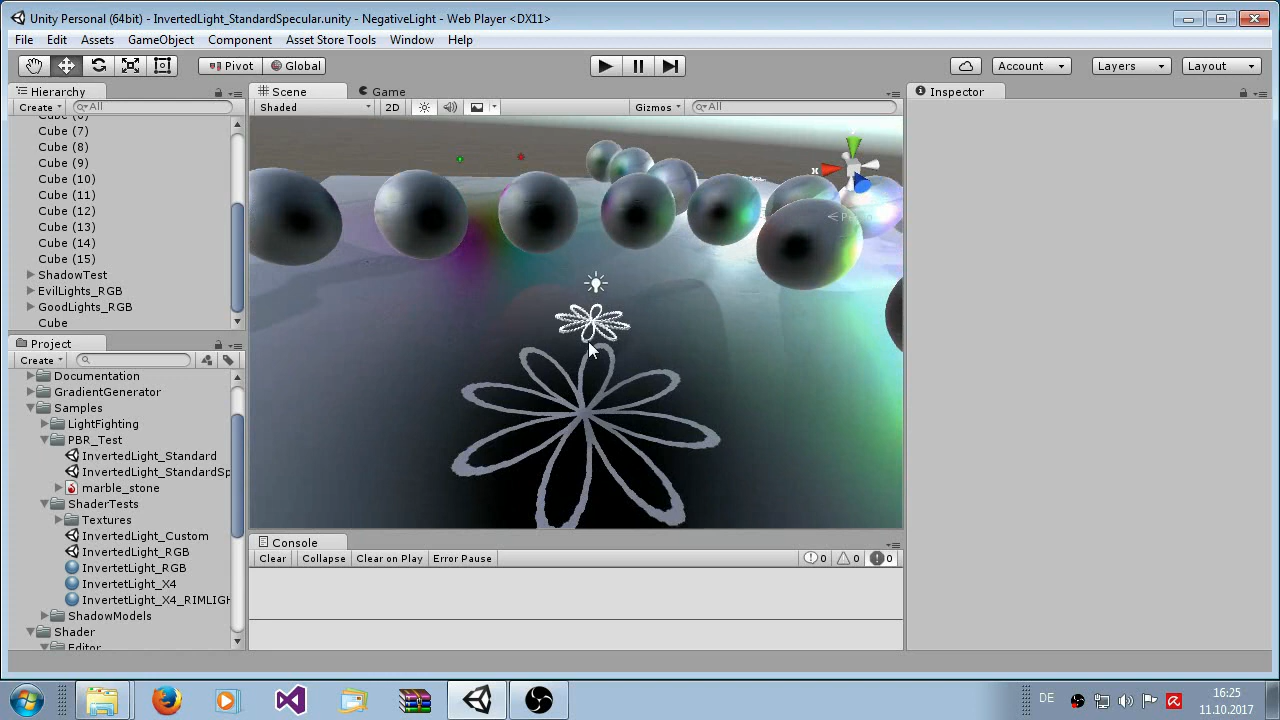 Unity Personal (64bit) - InvertedLight_StandardSpecular.unity - NegativeLight - Web Player <DX11>
File Edit Assets GameObject Component Asset Store Tools Window Help
Pivot Global Account Layers Layout
Hierarchy
Create All
Cube (7)
Cube (8)
Cube (9)
Cube (10)
Cube (11)
Cube (12)
Cube (13)
Cube (14)
Cube (15)
ShadowTest
EvilLights_RGB
GoodLights_RGB
Cube
Project
Create
Documentation
GradientGenerator
Samples
LightFighting
PBR_Test
InvertedLight_Standard
InvertedLight_StandardSp
marble_stone
ShaderTests
Textures
InvertedLight_Custom
InvertedLight_RGB
InvertetLight_RGB
InvertetLight_X4
InvertetLight_X4_RIMLIGH
ShadowModels
Shader
Editor
Scene Game
Shaded 2D Gizmos All
x
Console
Clear Collapse Clear on Play Error Pause 0 0 0
Inspector
DE
16:25
11.10.2017